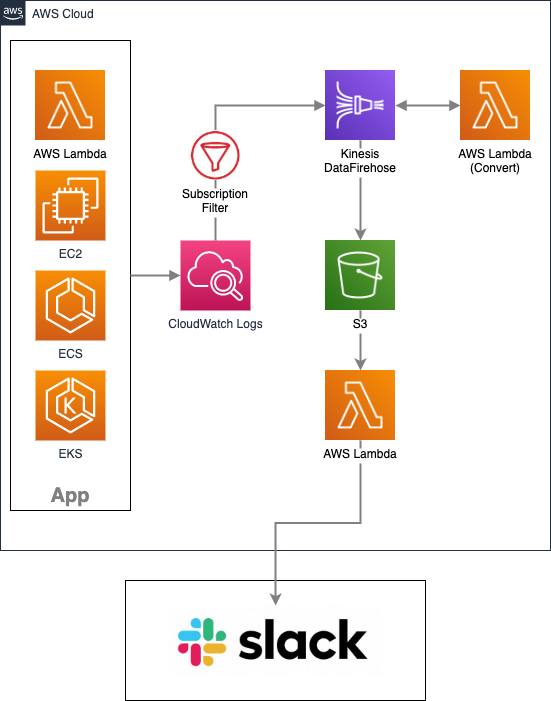 aws
AWS Cloud
AWS Lambda
EC2
ECS
K
EKS
App
Subscription
Filter
CloudWatch Logs
Kinesis
DataFirehose
AWS Lambda
(Convert)
S3
AWS Lambda
slack